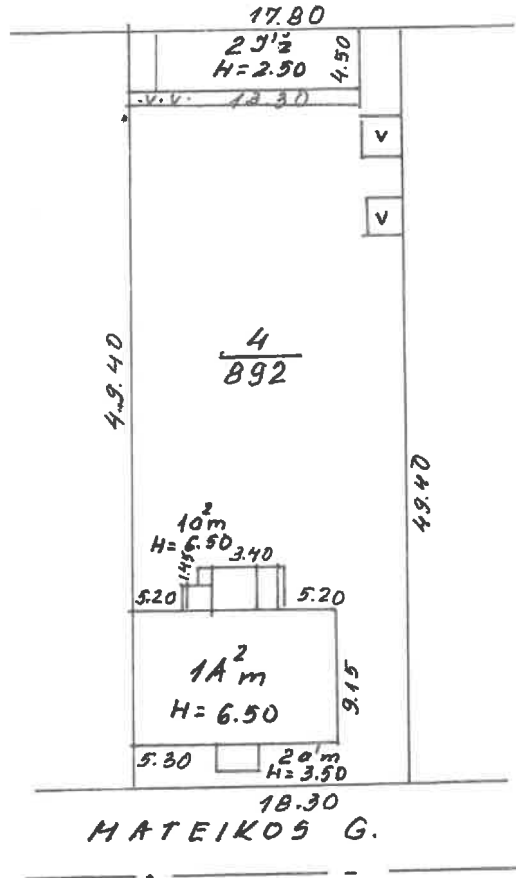 17.80
2 I¹ž
H=2.50
4.50
.v.v.
12.30
v
v
49.40
4
892
49.40
1a²m
H=6.50
3.40
1.45
5.20
5.20
1A²m
H=6.50
9.15
5.30
2a'm
H=3.50
18.30
MATEIKOS G.